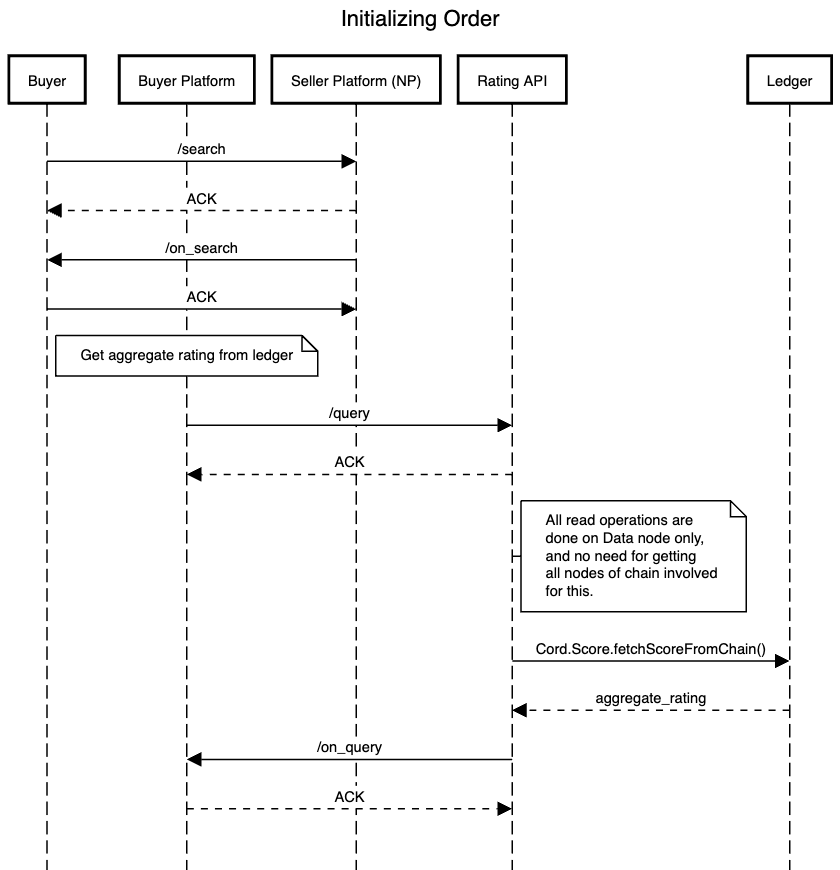 Initializing Order
Buyer
Buyer Platform
Seller Platform (NP)
Rating API
Ledger
/search
ACK
/on_search
ACK
Get aggregate rating from ledger
/query
ACK
All read operations are
done on Data node only,
and no need for getting
all nodes of chain involved
for this.
Cord.Score.fetchScoreFromChain()
aggregate_rating
/on_query
ACK